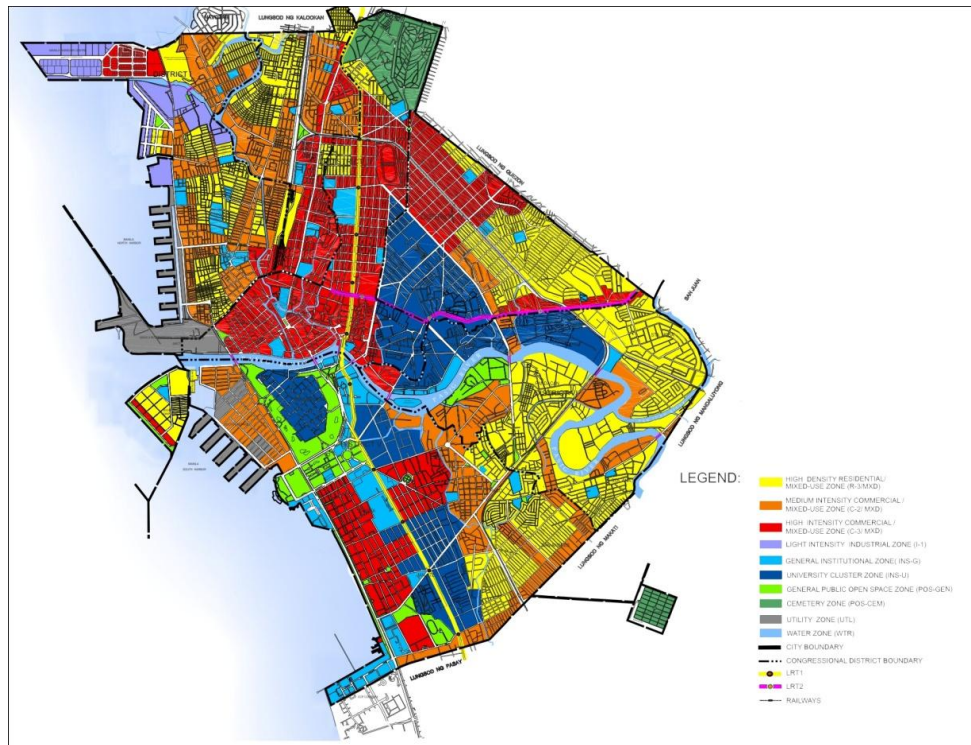 LUNGSOD NG KALOOKAN
DISTRICT
LUNGSOD NG QUEZON
SAN JUAN
LUNGSOD NG MANDALUYONG
LUNGSOD NG MAKATI
LUNGSOD NG PASAY
LEGEND:
HIGH DENSITY RESIDENTIAL/
MIXED-USE ZONE (R-3/MXD)
MEDIUM INTENSITY COMMERCIAL /
MIXED-USE ZONE (C-2/ MXD)
HIGH INTENSITY COMMERCIAL /
MIXED-USE ZONE (C-3/ MXD)
LIGHT INTENSITY INDUSTRIAL ZONE (I-1)
GENERAL INSTITUTIONAL ZONE( INS-G)
UNIVERSITY CLUSTER ZONE (INS-U)
GENERAL PUBLIC OPEN SPACE ZONE (POS-GEN)
CEMETERY ZONE (POS-CEM)
UTILITY ZONE (UTL)
WATER ZONE (WTR)
CITY BOUNDARY
CONGRESSIONAL DISTRICT BOUNDARY
LRT1
LRT2
RAILWAYS